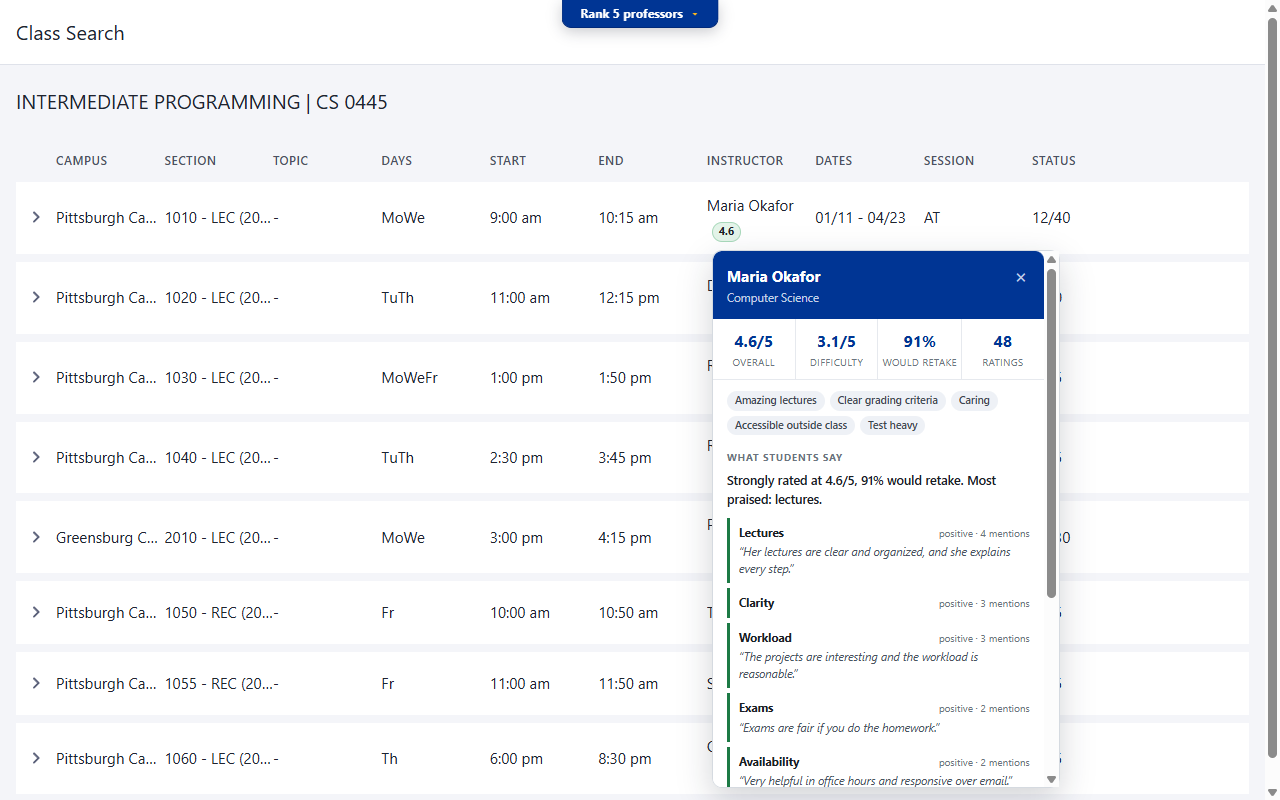 Rank 5 professors
Class Search
INTERMEDIATE PROGRAMMING | CS 0445
CAMPUS SECTION TOPIC DAYS START END INSTRUCTOR DATES SESSION STATUS
Pittsburgh Ca... 1010 - LEC (20... - MoWe 9:00 am 10:15 am Maria Okafor 4.6 01/11 - 04/23 AT 12/40
Pittsburgh Ca... 1020 - LEC (20... - TuTh 11:00 am 12:15 pm
Pittsburgh Ca... 1030 - LEC (20... - MoWeFr 1:00 pm 1:50 pm
Pittsburgh Ca... 1040 - LEC (20... - TuTh 2:30 pm 3:45 pm
Greensburg C... 2010 - LEC (20... - MoWe 3:00 pm 4:15 pm
Pittsburgh Ca... 1050 - REC (20... - Fr 10:00 am 10:50 am
Pittsburgh Ca... 1055 - REC (20... - Fr 11:00 am 11:50 am
Pittsburgh Ca... 1060 - LEC (20... - Th 6:00 pm 8:30 pm
Maria Okafor
Computer Science
4.6/5 3.1/5 91% 48
OVERALL DIFFICULTY WOULD RETAKE RATINGS
Amazing lectures Clear grading criteria Caring
Accessible outside class Test heavy
WHAT STUDENTS SAY
Strongly rated at 4.6/5, 91% would retake. Most
praised: lectures.
Lectures positive · 4 mentions
“Her lectures are clear and organized, and she explains
every step.”
Clarity positive · 3 mentions
Workload positive · 3 mentions
“The projects are interesting and the workload is
reasonable.”
Exams positive · 2 mentions
“Exams are fair if you do the homework.”
Availability positive · 2 mentions
“Very helpful in office hours and responsive over email.”